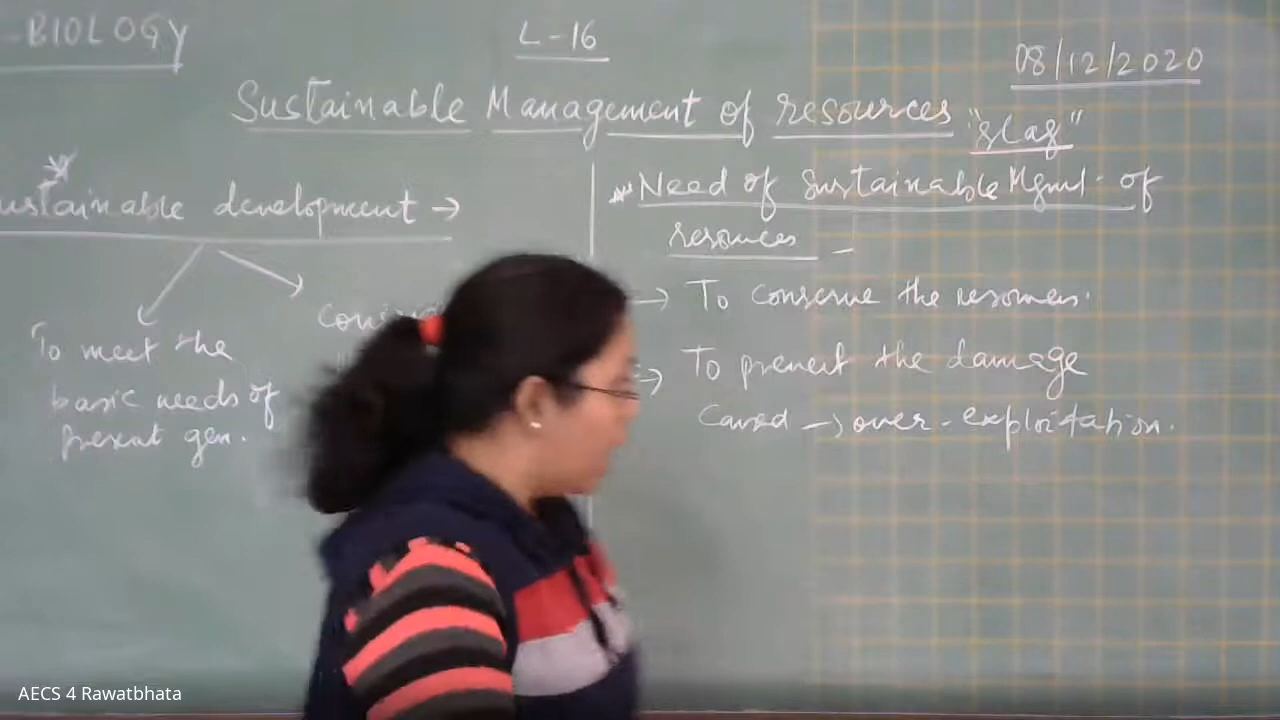 -BIOLOGY
L-16
08/12/2020
Sustainable Management of resources
"slag"
ustainable development →
To meet the
basic needs of
present gen.
Need of Sustainable Mgmt. of
resources -
→ To conserve the resources.
→ To prevent the damage
Caused → over-exploitation.
AECS 4 Rawatbhata